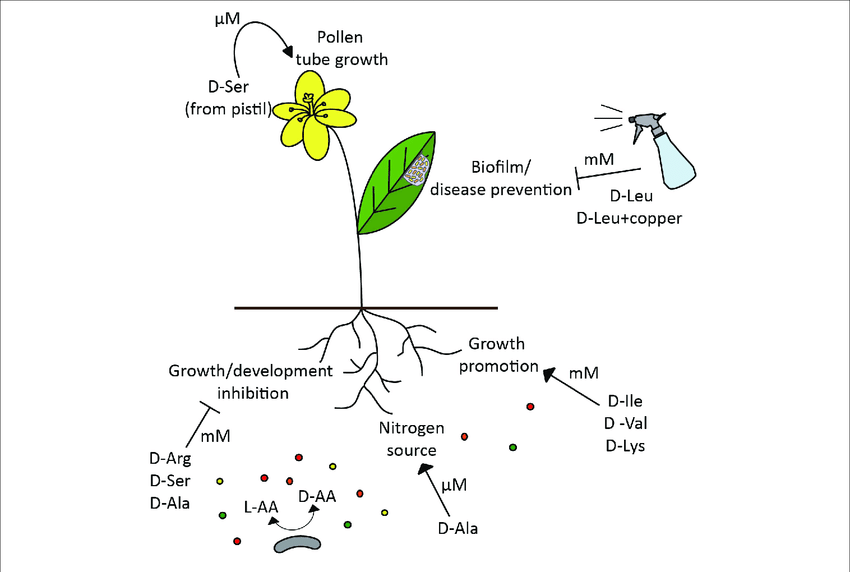 µM
Pollen
tube growth
D-Ser
(from pistil)
Biofilm/
disease prevention
mM
D-Leu
D-Leu+copper
Growth/development
inhibition
mM
D-Arg
D-Ser
D-Ala
Growth
promotion
mM
D-Ile
D -Val
D-Lys
Nitrogen
source
µM
D-Ala
L-AA
D-AA